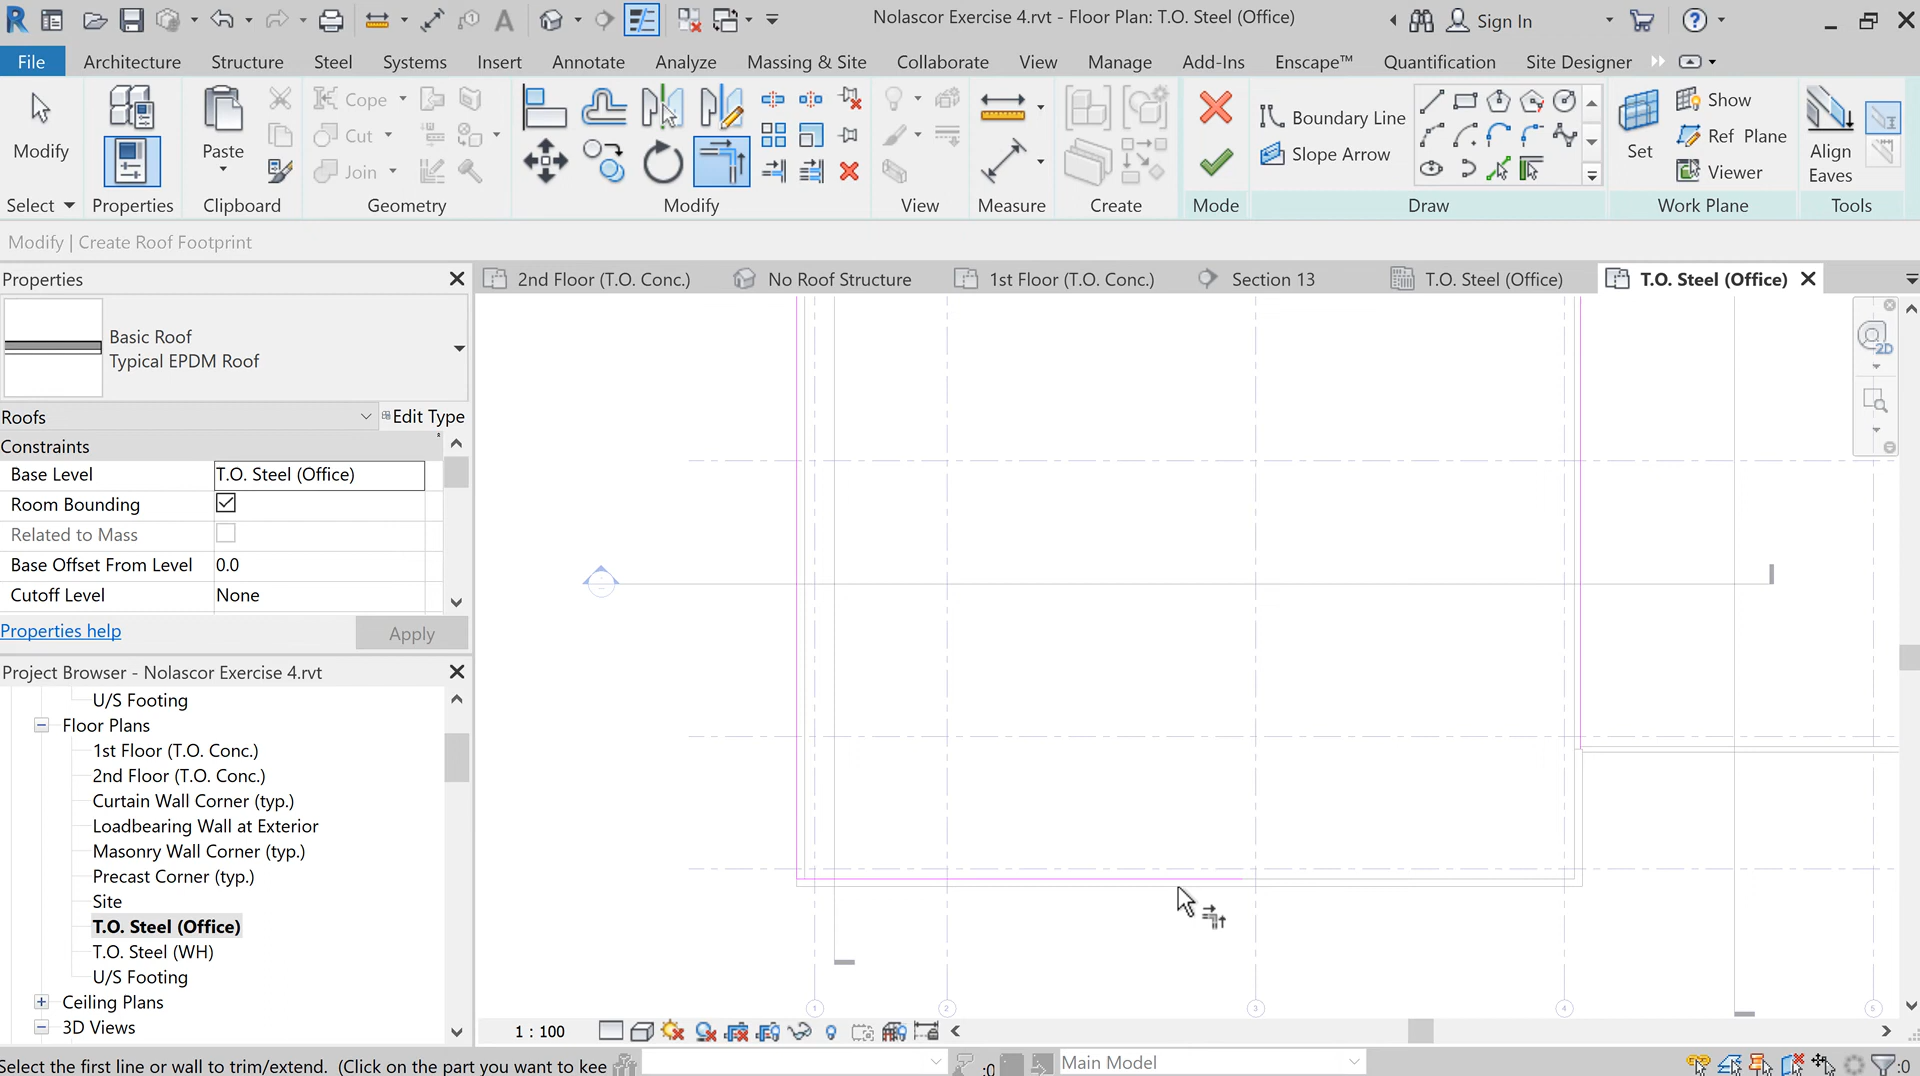 Nolascor Exercise 4.rvt - Floor Plan: T.O. Steel (Office)
Sign In
File
Architecture
Structure
Steel
Systems
Insert
Annotate
Analyze
Massing & Site
Collaborate
View
Manage
Add-Ins
Enscape™
Quantification
Site Designer
Modify
Paste
Cope
Cut
Join
Boundary Line
Slope Arrow
Set
Show
Ref Plane
Viewer
Align
Eaves
Select
Properties
Clipboard
Geometry
Modify
View
Measure
Create
Mode
Draw
Work Plane
Tools
Modify | Create Roof Footprint
Properties
2nd Floor (T.O. Conc.)
No Roof Structure
1st Floor (T.O. Conc.)
Section 13
T.O. Steel (Office)
T.O. Steel (Office)
Basic Roof
Typical EPDM Roof
Roofs
Edit Type
Constraints
Base Level
T.O. Steel (Office)
Room Bounding
Related to Mass
Base Offset From Level
0.0
Cutoff Level
None
Properties help
Apply
2D
Project Browser - Nolascor Exercise 4.rvt
U/S Footing
Floor Plans
1st Floor (T.O. Conc.)
2nd Floor (T.O. Conc.)
Curtain Wall Corner (typ.)
Loadbearing Wall at Exterior
Masonry Wall Corner (typ.)
Precast Corner (typ.)
Site
T.O. Steel (Office)
T.O. Steel (WH)
U/S Footing
Ceiling Plans
3D Views
1
2
3
4
5
1 : 100
Select the first line or wall to trim/extend. (Click on the part you want to kee
:0
Main Model
:0